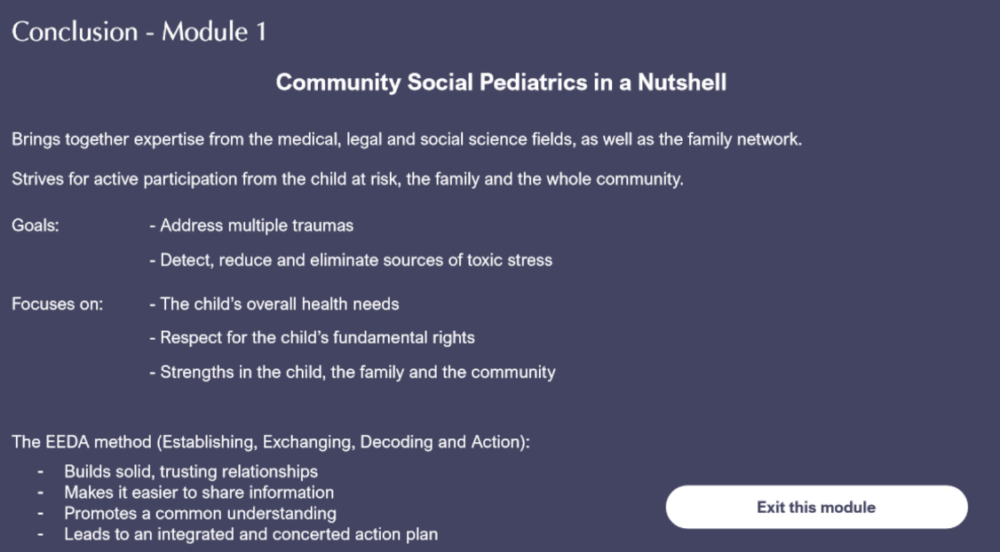 Conclusion - Module 1
Community Social Pediatrics in a Nutshell
Brings together expertise from the medical, legal and social science fields, as well as the family network.
Strives for active participation from the child at risk, the family and the whole community.
Goals: - Address multiple traumas
- Detect, reduce and eliminate sources of toxic stress
Focuses on: - The child's overall health needs
- Respect for the child's fundamental rights
- Strengths in the child, the family and the community
The EEDA method (Establishing, Exchanging, Decoding and Action):
- Builds solid, trusting relationships
- Makes it easier to share information
- Promotes a common understanding
- Leads to an integrated and concerted action plan
Exit this module